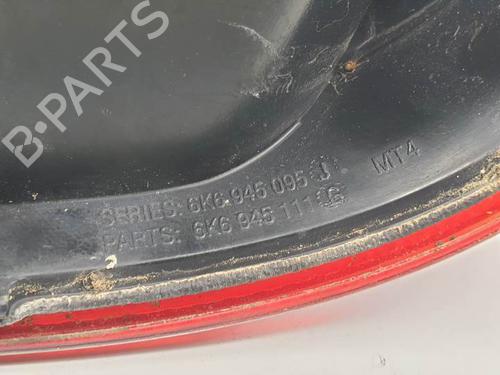 B-PARTS
SERIES: 6K6 945 095 J
PARTS: 6K6 945 111 G
MT4